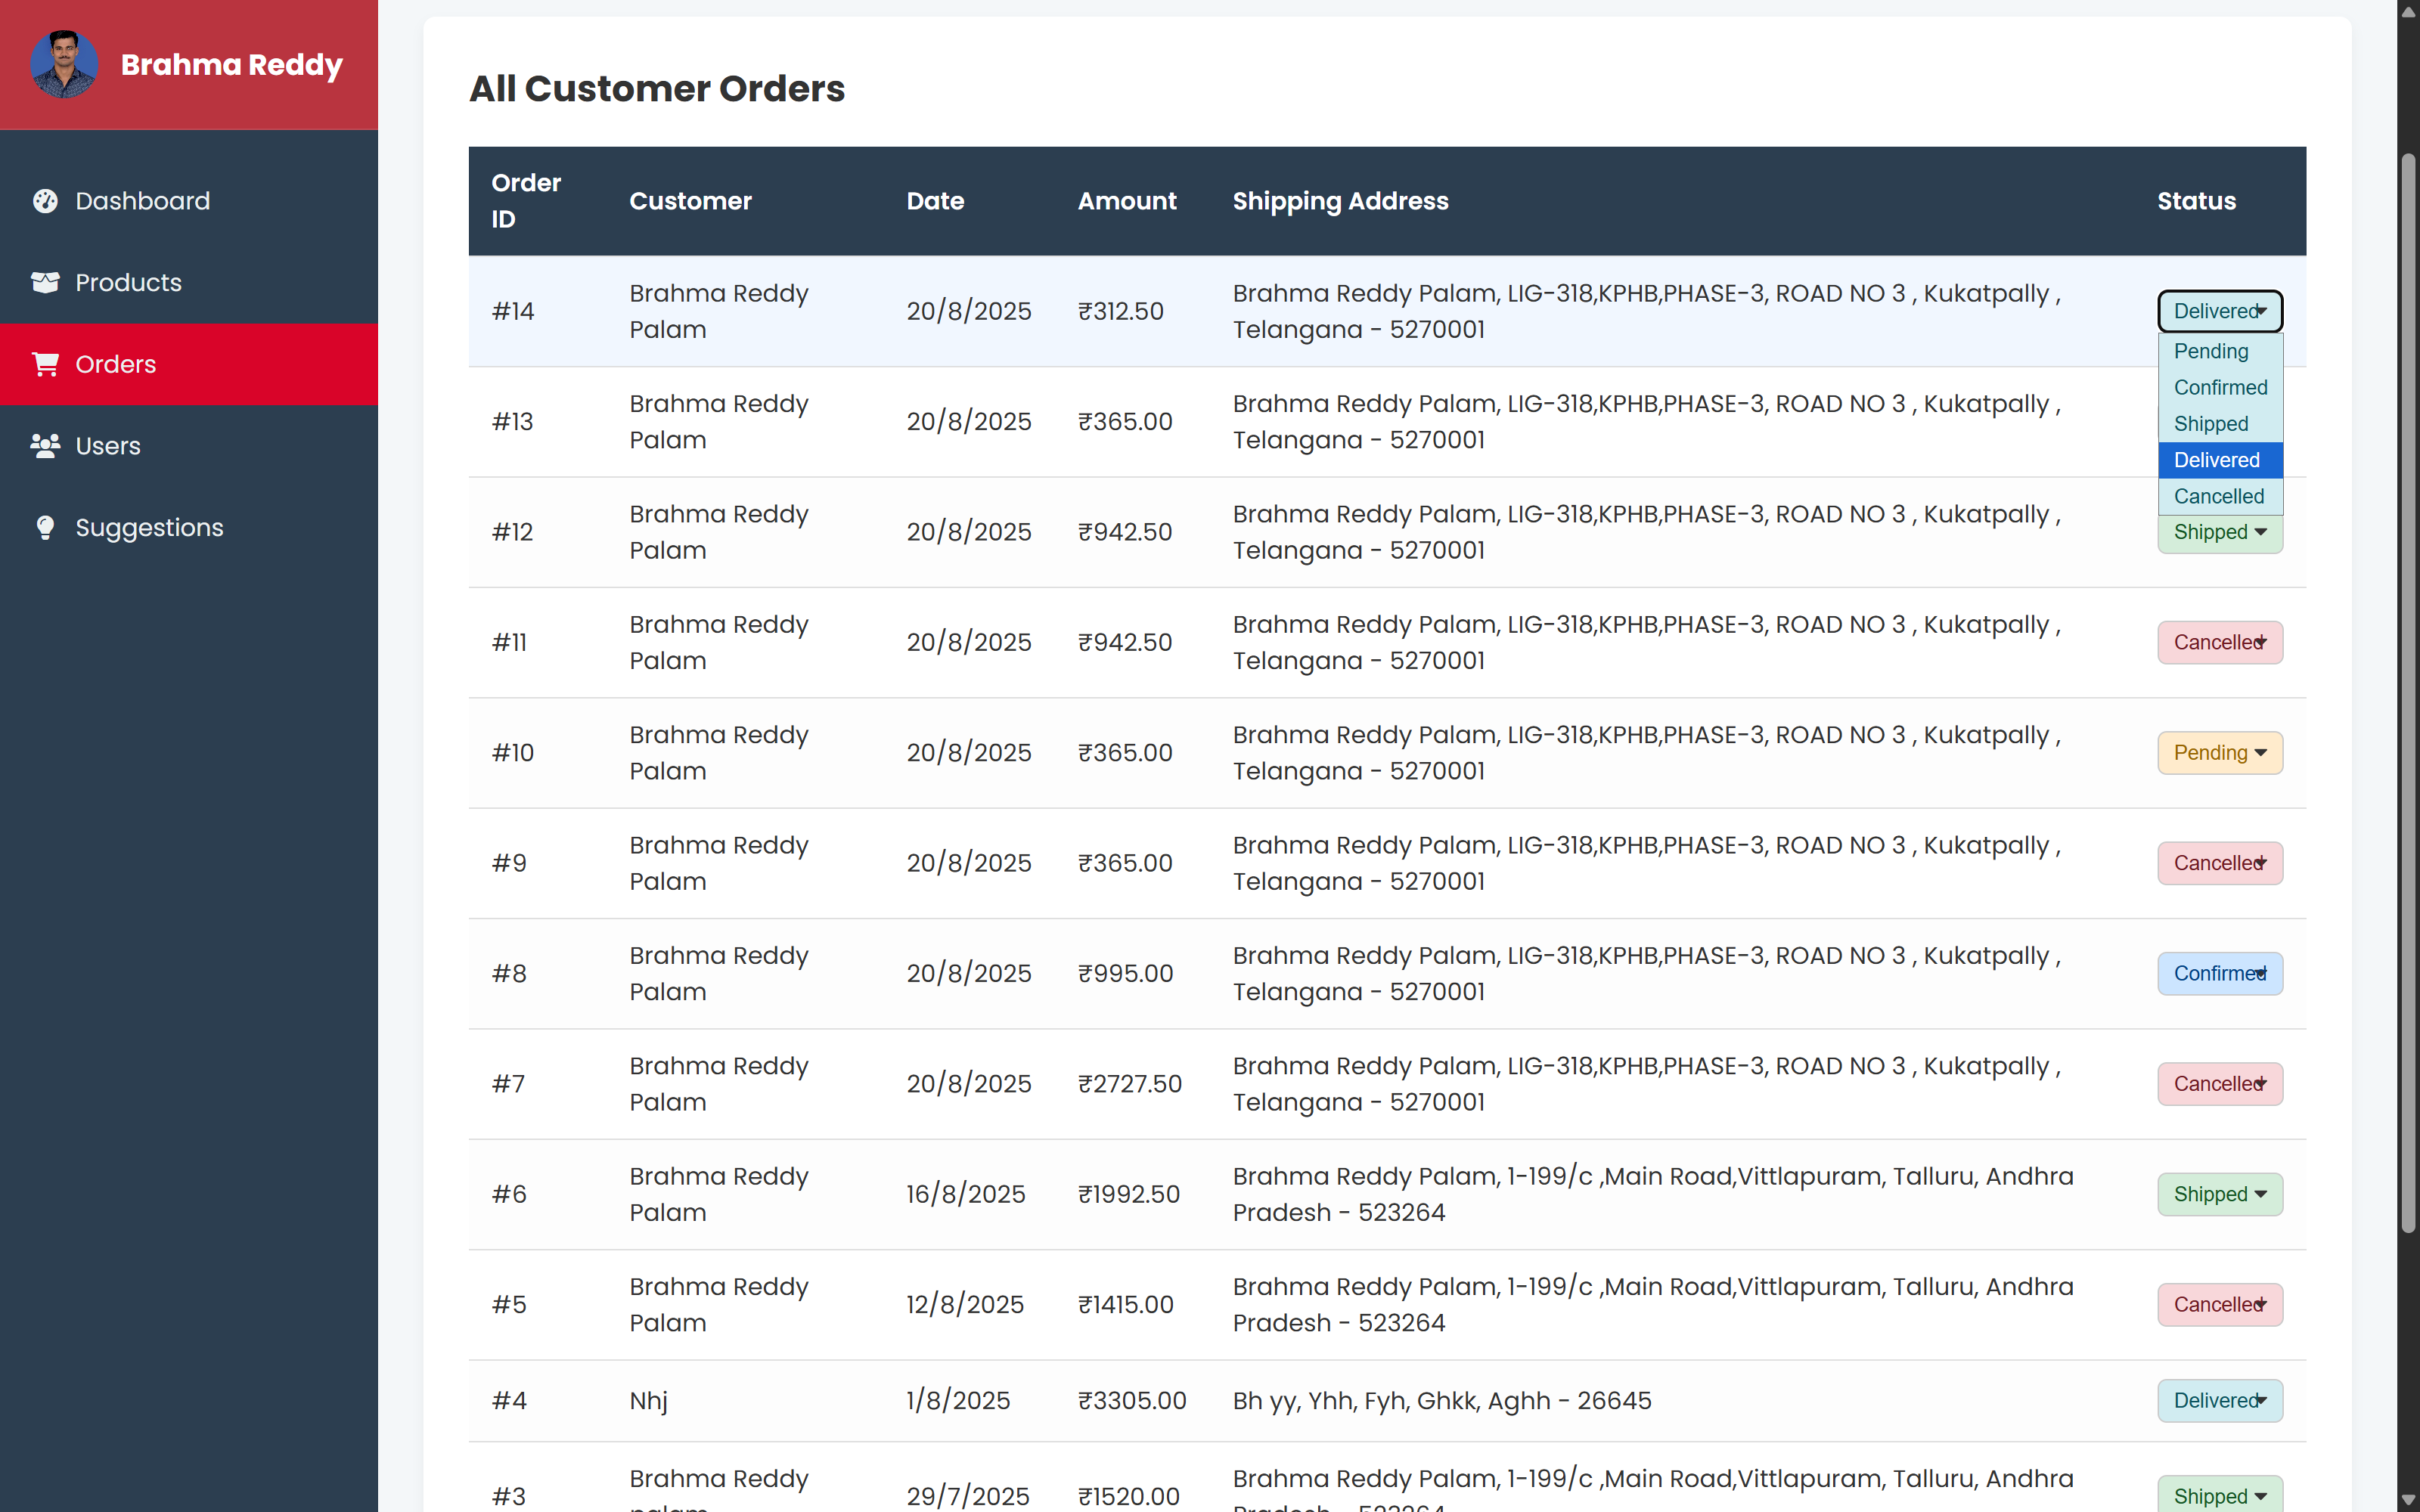 Brahma Reddy
Dashboard
Products
Orders
Users
Suggestions
All Customer Orders
Order ID Customer Date Amount Shipping Address Status
#14 Brahma Reddy Palam 20/8/2025 ₹312.50 Brahma Reddy Palam, LIG-318,KPHB,PHASE-3, ROAD NO 3 , Kukatpally , Telangana - 5270001 Delivered
Pending
Confirmed
Shipped
Delivered
Cancelled
#13 Brahma Reddy Palam 20/8/2025 ₹365.00 Brahma Reddy Palam, LIG-318,KPHB,PHASE-3, ROAD NO 3 , Kukatpally , Telangana - 5270001
#12 Brahma Reddy Palam 20/8/2025 ₹942.50 Brahma Reddy Palam, LIG-318,KPHB,PHASE-3, ROAD NO 3 , Kukatpally , Telangana - 5270001 Shipped
#11 Brahma Reddy Palam 20/8/2025 ₹942.50 Brahma Reddy Palam, LIG-318,KPHB,PHASE-3, ROAD NO 3 , Kukatpally , Telangana - 5270001 Cancelled
#10 Brahma Reddy Palam 20/8/2025 ₹365.00 Brahma Reddy Palam, LIG-318,KPHB,PHASE-3, ROAD NO 3 , Kukatpally , Telangana - 5270001 Pending
#9 Brahma Reddy Palam 20/8/2025 ₹365.00 Brahma Reddy Palam, LIG-318,KPHB,PHASE-3, ROAD NO 3 , Kukatpally , Telangana - 5270001 Cancelled
#8 Brahma Reddy Palam 20/8/2025 ₹995.00 Brahma Reddy Palam, LIG-318,KPHB,PHASE-3, ROAD NO 3 , Kukatpally , Telangana - 5270001 Confirmed
#7 Brahma Reddy Palam 20/8/2025 ₹2727.50 Brahma Reddy Palam, LIG-318,KPHB,PHASE-3, ROAD NO 3 , Kukatpally , Telangana - 5270001 Cancelled
#6 Brahma Reddy Palam 16/8/2025 ₹1992.50 Brahma Reddy Palam, 1-199/c ,Main Road,Vittlapuram, Talluru, Andhra Pradesh - 523264 Shipped
#5 Brahma Reddy Palam 12/8/2025 ₹1415.00 Brahma Reddy Palam, 1-199/c ,Main Road,Vittlapuram, Talluru, Andhra Pradesh - 523264 Cancelled
#4 Nhj 1/8/2025 ₹3305.00 Bh yy, Yhh, Fyh, Ghkk, Aghh - 26645 Delivered
#3 Brahma Reddy palam 29/7/2025 ₹1520.00 Brahma Reddy Palam, 1-199/c ,Main Road,Vittlapuram, Talluru, Andhra Pradesh - 523264 Shipped